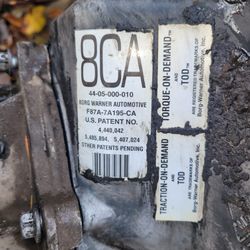 8CA
44-05-000-010
BORG WARNER AUTOMOTIVE
F87A-7A195-CA
U.S. PATENT NO.
4,440,042
5,485,894, 5,407,024
OTHER PATENTS PENDING
TORQUE-ON-DEMAND™
AND
TOD™
ARE REGISTERED TRADEMARKS OF
Borg-Warner Automotive, Inc.
TRACTION-ON-DEMAND
AND
TOD
ARE TRADEMARKS OF
Borg-Warner Automotive, Inc.